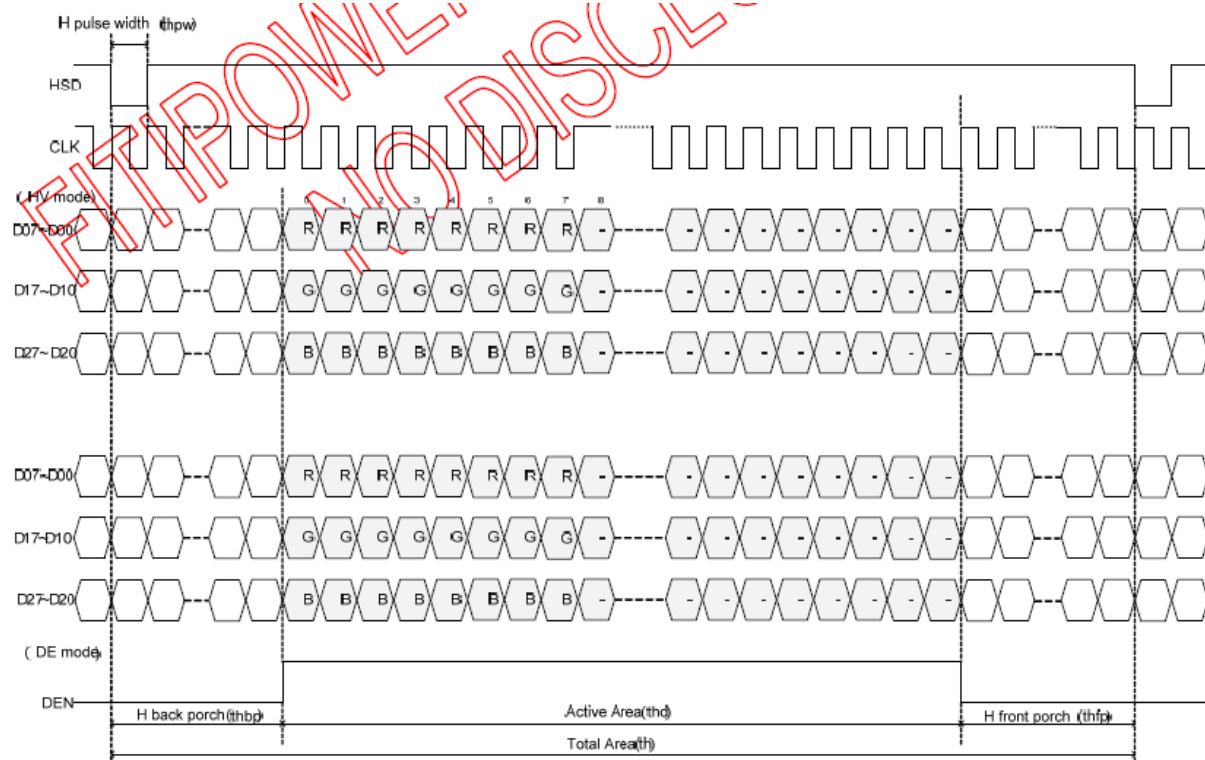 H pulse width (thpw)
HSD
CLK
( HV mode)
0 1 2 3 4 5 6 7 8
D07~D00 R R R R R R R R - - - - - - - - -
D17~D10 G G G G G G G G - - - - - - - - -
D27~D20 B B B B B B B B - - - - - - - - -
D07~D00 R R R R R R R R - - - - - - - - -
D17~D10 G G G G G G G G - - - - - - - - -
D27~D20 B B B B B B B B - - - - - - - - -
( DE mode)
DEN
H back porch(thbp) Active Area(thd) H front porch (thfp)
Total Area(th)
FITIPOWER
NO DISCLOS